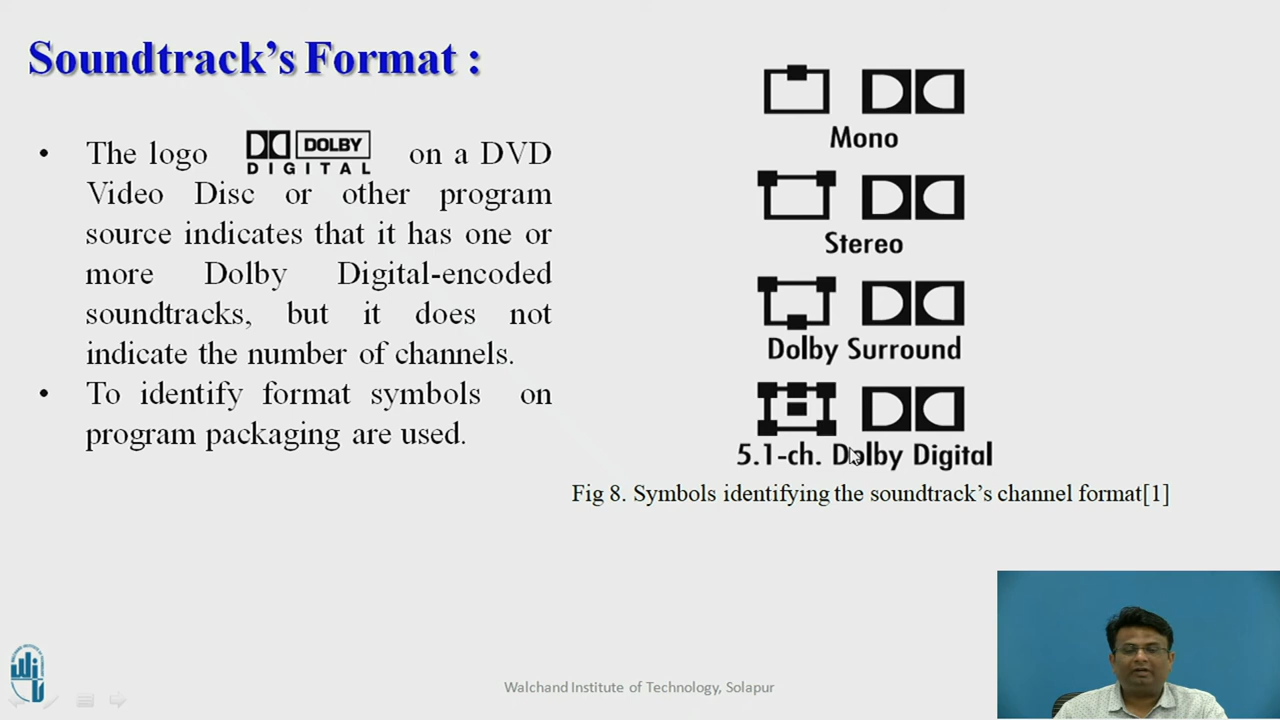 Soundtrack's Format :
• The logo DOLBY DIGITAL on a DVD
Video Disc or other program
source indicates that it has one or
more Dolby Digital-encoded
soundtracks, but it does not
indicate the number of channels.
• To identify format symbols on
program packaging are used.
Mono
Stereo
Dolby Surround
5.1-ch. Dolby Digital
Fig 8. Symbols identifying the soundtrack's channel format[1]
Walchand Institute of Technology, Solapur